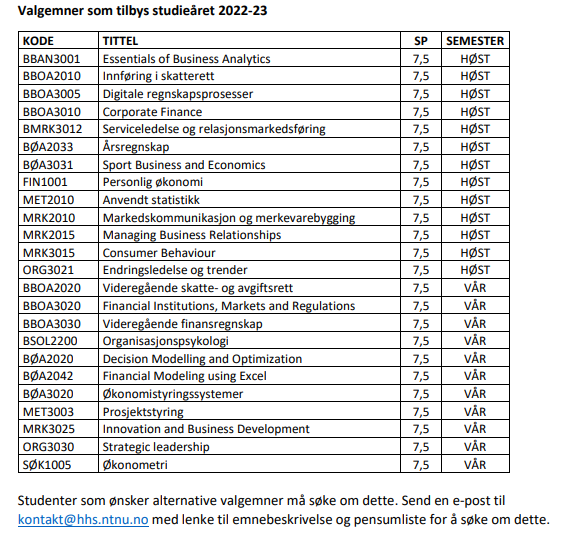 Valgemner som tilbys studieåret 2022-23
KODE TITTEL SP SEMESTER
BBAN3001 Essentials of Business Analytics 7,5 HØST
BBOA2010 Innføring i skatterett 7,5 HØST
BBOA3005 Digitale regnskapsprosesser 7,5 HØST
BBOA3010 Corporate Finance 7,5 HØST
BMRK3012 Serviceledelse og relasjonsmarkedsføring 7,5 HØST
BØA2033 Årsregnskap 7,5 HØST
BØA3031 Sport Business and Economics 7,5 HØST
FIN1001 Personlig økonomi 7,5 HØST
MET2010 Anvendt statistikk 7,5 HØST
MRK2010 Markedskommunikasjon og merkevarebygging 7,5 HØST
MRK2015 Managing Business Relationships 7,5 HØST
MRK3015 Consumer Behaviour 7,5 HØST
ORG3021 Endringsledelse og trender 7,5 HØST
BBOA2020 Videregående skatte- og avgiftsrett 7,5 VÅR
BBOA3020 Financial Institutions, Markets and Regulations 7,5 VÅR
BBOA3030 Videregående finansregnskap 7,5 VÅR
BSOL2200 Organisasjonspsykologi 7,5 VÅR
BØA2020 Decision Modelling and Optimization 7,5 VÅR
BØA2042 Financial Modeling using Excel 7,5 VÅR
BØA3020 Økonomistyringssystemer 7,5 VÅR
MET3003 Prosjektstyring 7,5 VÅR
MRK3025 Innovation and Business Development 7,5 VÅR
ORG3030 Strategic leadership 7,5 VÅR
SØK1005 Økonometri 7,5 VÅR
Studenter som ønsker alternative valgemner må søke om dette. Send en e-post til
kontakt@hhs.ntnu.no med lenke til emnebeskrivelse og pensumliste for å søke om dette.